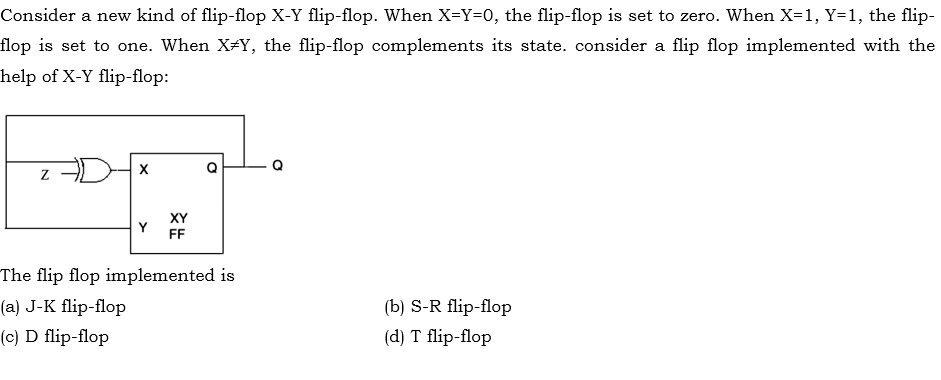 Consider a new kind of flip-flop X-Y flip-flop. When X=Y=0, the flip-flop is set to zero. When X=1, Y=1, the flip-
flop is set to one. When X≠Y, the flip-flop complements its state. consider a flip flop implemented with the
help of X-Y flip-flop:
Z X Q Q
Y XY
FF
The flip flop implemented is
(a) J-K flip-flop (b) S-R flip-flop
(c) D flip-flop (d) T flip-flop